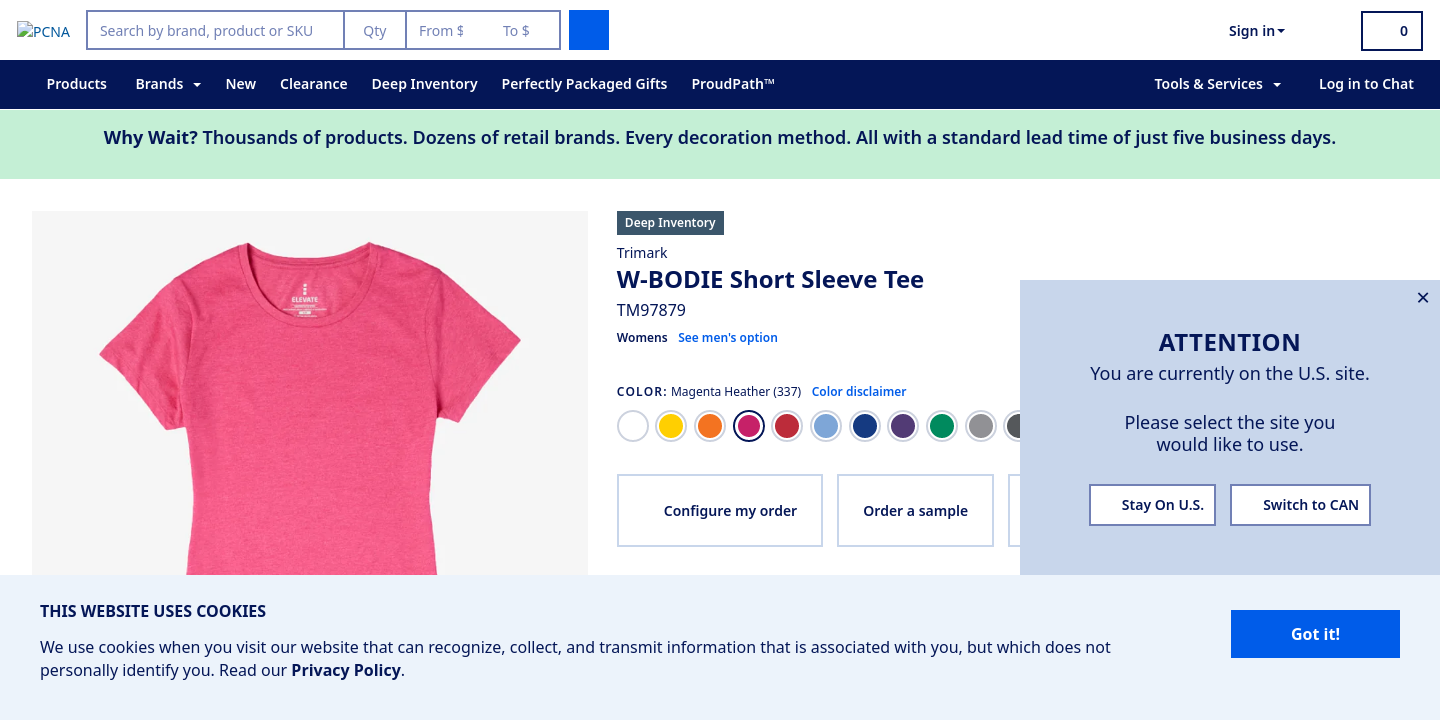 PCNA
Search by brand, product or SKU
Qty
From $
To $
Sign in
0
Products
Brands
New
Clearance
Deep Inventory
Perfectly Packaged Gifts
ProudPath™
Tools & Services
Log in to Chat
Why Wait? Thousands of products. Dozens of retail brands. Every decoration method. All with a standard lead time of just five business days.
ELEVATE
Deep Inventory
Trimark
W-BODIE Short Sleeve Tee
TM97879
Womens See men's option
COLOR: Magenta Heather (337) Color disclaimer
Configure my order
Order a sample
×
ATTENTION
You are currently on the U.S. site.
Please select the site you
would like to use.
Stay On U.S.
Switch to CAN
THIS WEBSITE USES COOKIES
We use cookies when you visit our website that can recognize, collect, and transmit information that is associated with you, but which does not
personally identify you. Read our Privacy Policy.
Got it!